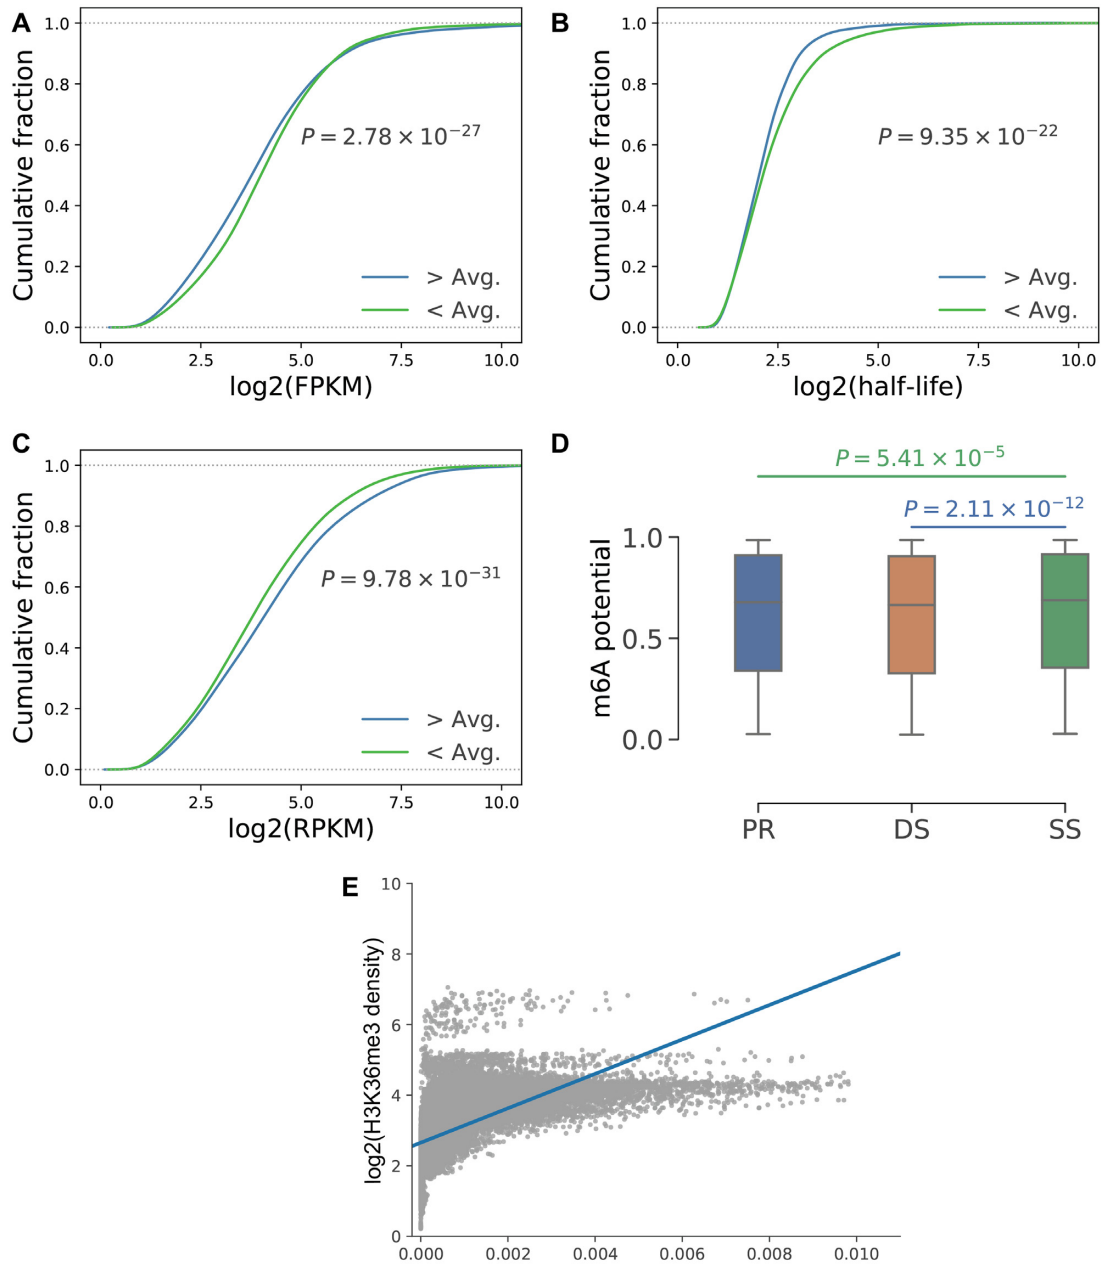 A
Cumulative fraction
1.0
0.8
0.6
0.4
0.2
0.0
P = 2.78 × 10⁻²⁷
> Avg.
< Avg.
0.0 2.5 5.0 7.5 10.0
log2(FPKM)
B
Cumulative fraction
1.0
0.8
0.6
0.4
0.2
0.0
P = 9.35 × 10⁻²²
> Avg.
< Avg.
0.0 2.5 5.0 7.5 10.0
log2(half-life)
C
Cumulative fraction
1.0
0.8
0.6
0.4
0.2
0.0
P = 9.78 × 10⁻³¹
> Avg.
< Avg.
0.0 2.5 5.0 7.5 10.0
log2(RPKM)
D
P = 5.41 × 10⁻⁵
P = 2.11 × 10⁻¹²
m6A potential
1.0
0.5
0.0
PR DS SS
E
log2(H3K36me3 density)
10
8
6
4
2
0
0.000 0.002 0.004 0.006 0.008 0.010